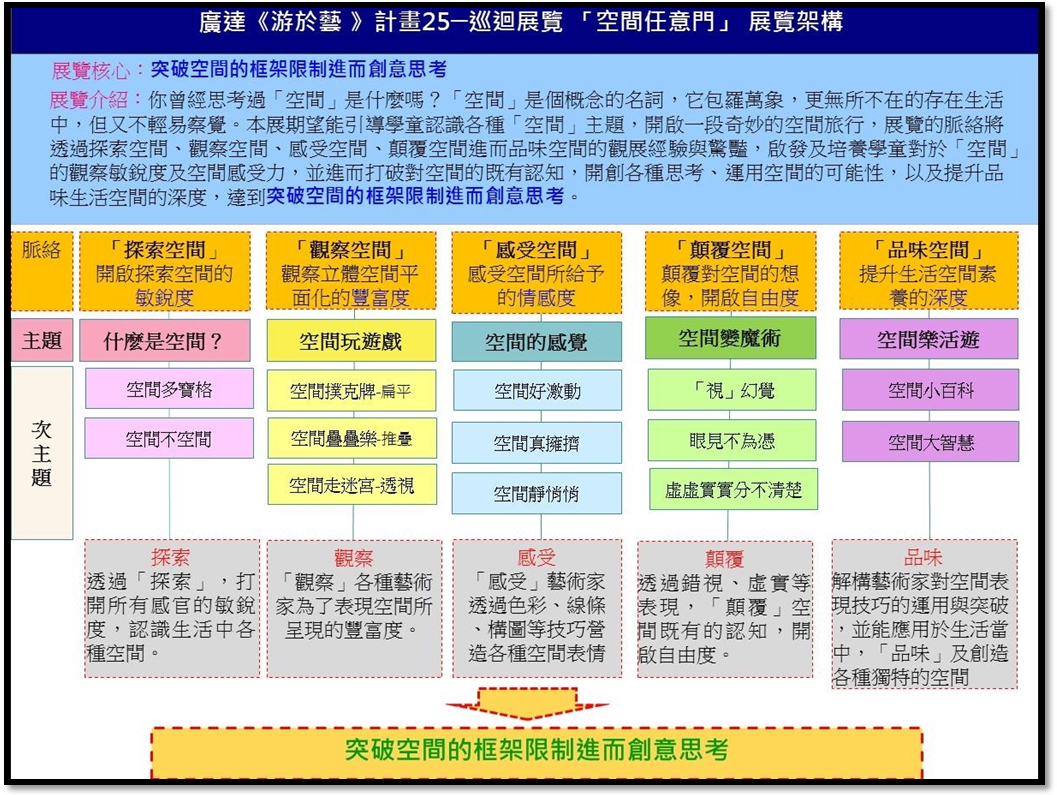 廣達《游於藝 》計畫25─巡迴展覽 「空間任意門」 展覽架構
展覽核心：突破空間的框架限制進而創意思考
展覽介紹：你曾經思考過「空間」是什麼嗎？「空間」是個概念的名詞，它包羅萬象，更無所不在的存在生活
中，但又不輕易察覺。本展期望能引導學童認識各種「空間」主題，開啟一段奇妙的空間旅行，展覽的脈絡將
透過探索空間、觀察空間、感受空間、顛覆空間進而品味空間的觀展經驗與驚豔，啟發及培養學童對於「空間」
的觀察敏銳度及空間感受力，並進而打破對空間的既有認知，開創各種思考、運用空間的可能性，以及提升品
味生活空間的深度，達到突破空間的框架限制進而創意思考。
脈絡
「探索空間」
開啟探索空間的
敏銳度
「觀察空間」
觀察立體空間平
面化的豐富度
「感受空間」
感受空間所給予
的情感度
「顛覆空間」
顛覆對空間的想
像，開啟自由度
「品味空間」
提升生活空間素
養的深度
主題
什麼是空間？
空間玩遊戲
空間的感覺
空間變魔術
空間樂活遊
次
主
題
空間多寶格
空間不空間
空間撲克牌-扁平
空間疊疊樂-推疊
空間走迷宮-透視
空間好激動
空間真擁擠
空間靜悄悄
「視」幻覺
眼見不為憑
虛虛實實分不清楚
空間小百科
空間大智慧
探索
透過「探索」，打
開所有感官的敏銳
度，認識生活中各
種空間。
觀察
「觀察」各種藝術
家為了表現空間所
呈現的豐富度。
感受
「感受」藝術家
透過色彩、線條
、構圖等技巧營
造各種空間表情
顛覆
透過錯視、虛實等
表現，「顛覆」空
間既有的認知，開
啟自由度。
品味
解構藝術家對空間表
現技巧的運用與突破
，並能應用於生活當
中，「品味」及創造
各種獨特的空間
突破空間的框架限制進而創意思考